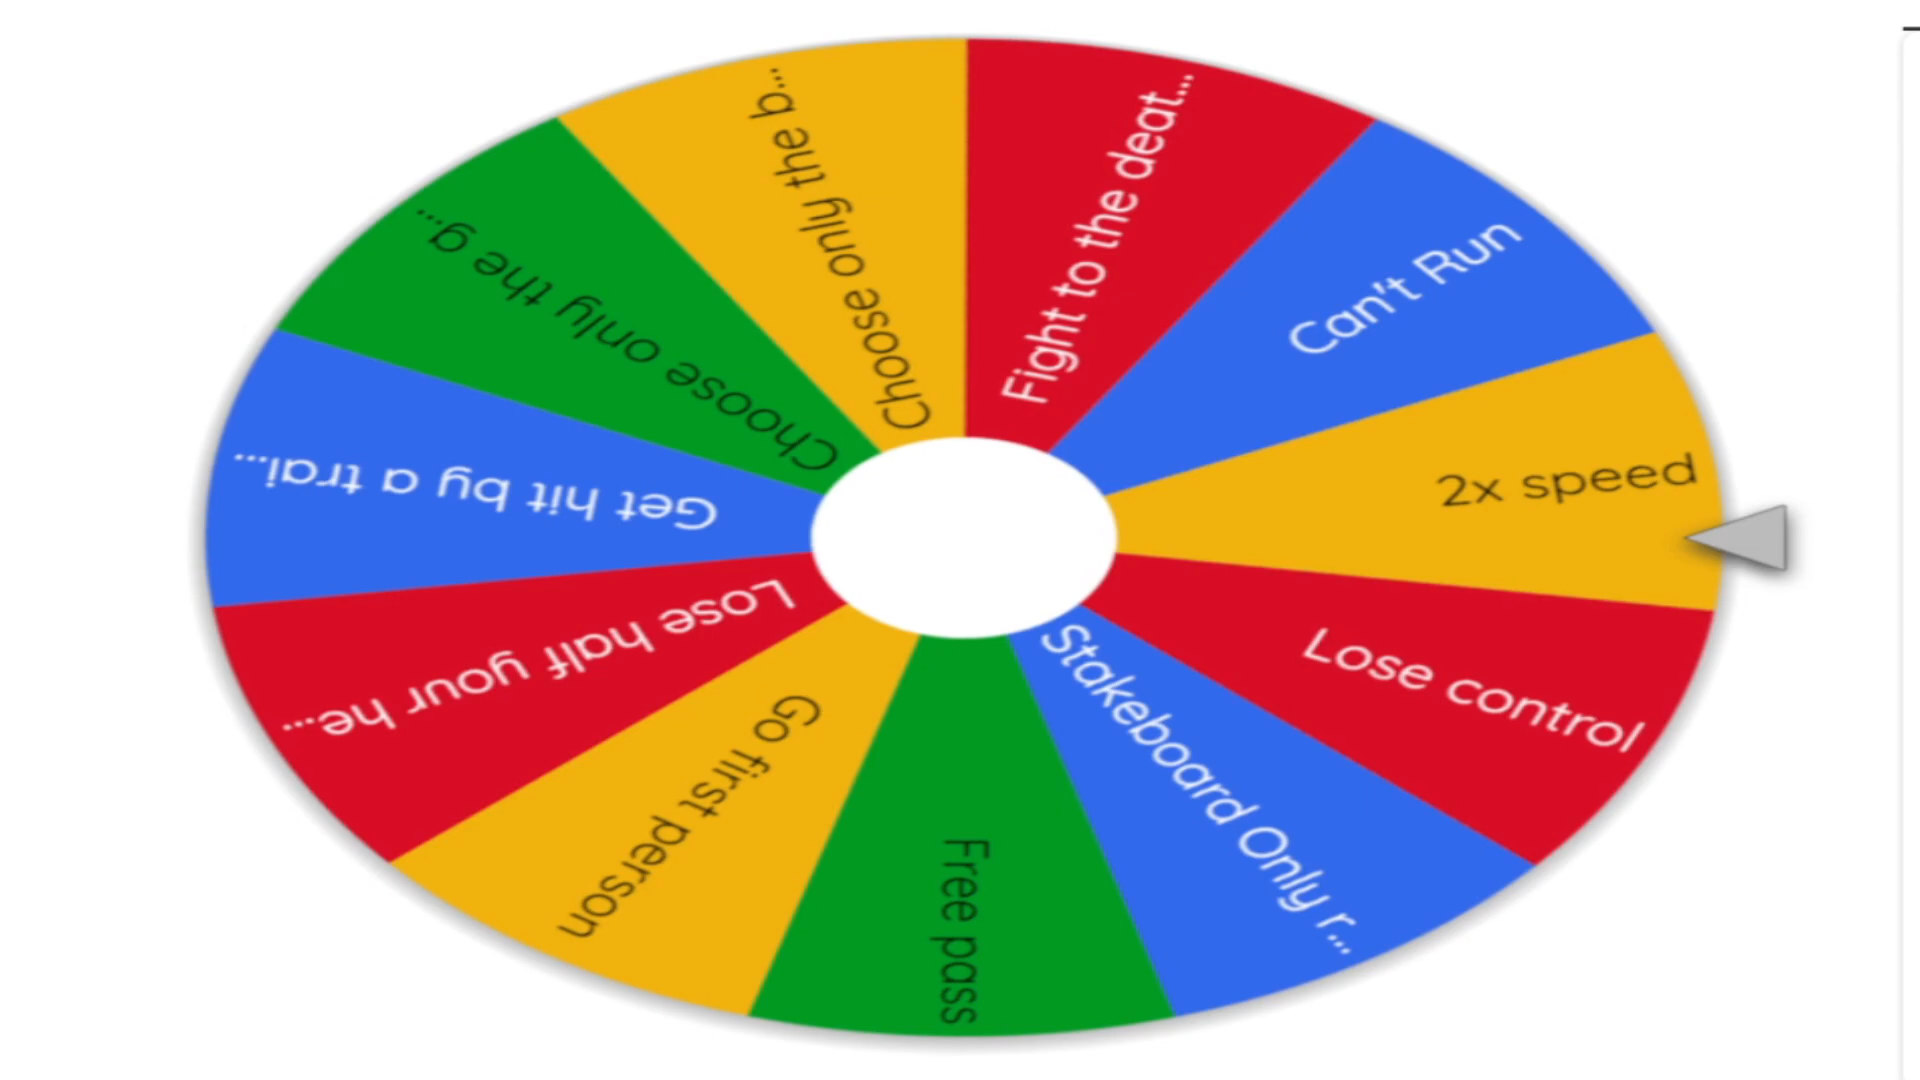 Fight to the deat...
Can't Run
2x speed
Lose control
Stakeboard Only r...
Free pass
Go first person
Lose half your he...
Get hit by a trai...
Choose only the g...
Choose only the b...